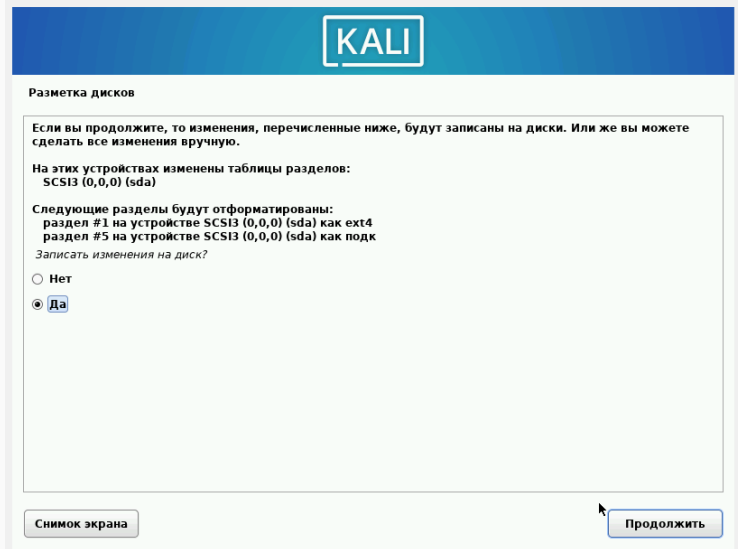 KALI
Разметка дисков
Если вы продолжите, то изменения, перечисленные ниже, будут записаны на диски. Или же вы можете
сделать все изменения вручную.
На этих устройствах изменены таблицы разделов:
SCSI3 (0,0,0) (sda)
Следующие разделы будут отформатированы:
раздел #1 на устройстве SCSI3 (0,0,0) (sda) как ext4
раздел #5 на устройстве SCSI3 (0,0,0) (sda) как подк
Записать изменения на диск?
Нет
Да
Снимок экрана
Продолжить